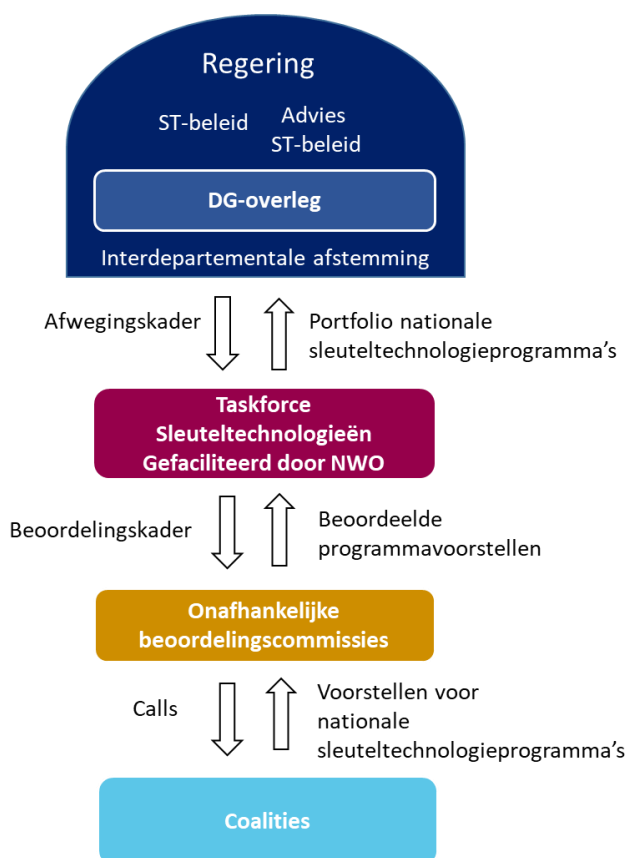 Regering
ST-beleid
Advies
ST-beleid
DG-overleg
Interdepartementale afstemming
Afwegingskader
Portfolio nationale
sleuteltechnologieprogramma's
Taskforce
Sleuteltechnologieën
Gefaciliteerd door NWO
Beoordelingskader
Beoordeelde
programmavoorstellen
Onafhankelijke
beoordelingscommissies
Calls
Voorstellen voor
nationale
sleuteltechnologieprogramma's
Coalities